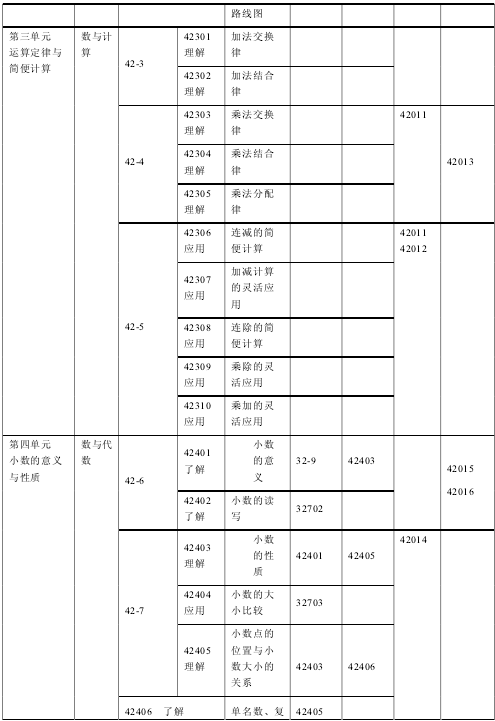 路线图
第三单元
运算定律与
简便计算
数与计
算
42-3
42301
理解
加法交换
律
42302
理解
加法结合
律
42-4
42303
理解
乘法交换
律
42011
42304
理解
乘法结合
律
42013
42305
理解
乘法分配
律
42-5
42306
应用
连减的简
便计算
42011
42012
42307
应用
加减计算
的灵活应
用
42308
应用
连除的简
便计算
42309
应用
乘除的灵
活应用
42310
应用
乘加的灵
活应用
第四单元
小数的意义
与性质
数与代
数
42-6
42401
了解
小数
的意
义
32-9
42403
42015
42016
42402
了解
小数的读
写
32702
42-7
42403
理解
小数
的性
质
42401
42405
42014
42404
应用
小数的大
小比较
32703
42405
理解
小数点的
位置与小
数大小的
关系
42403
42406
42406 了解
单名数、复
42405